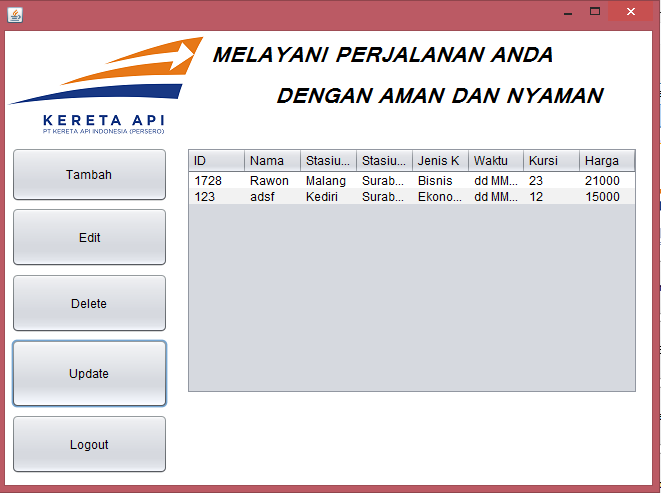 MELAYANI PERJALANAN ANDA
DENGAN AMAN DAN NYAMAN
KERETA API
PT KERETA API INDONESIA (PERSERO)
Tambah
Edit
Delete
Update
Logout
ID Nama Stasiu... Stasiu... Jenis K Waktu Kursi Harga
1728 Rawon Malang Surab... Bisnis dd MM... 23 21000
123 adsf Kediri Surab... Ekono... dd MM... 12 15000